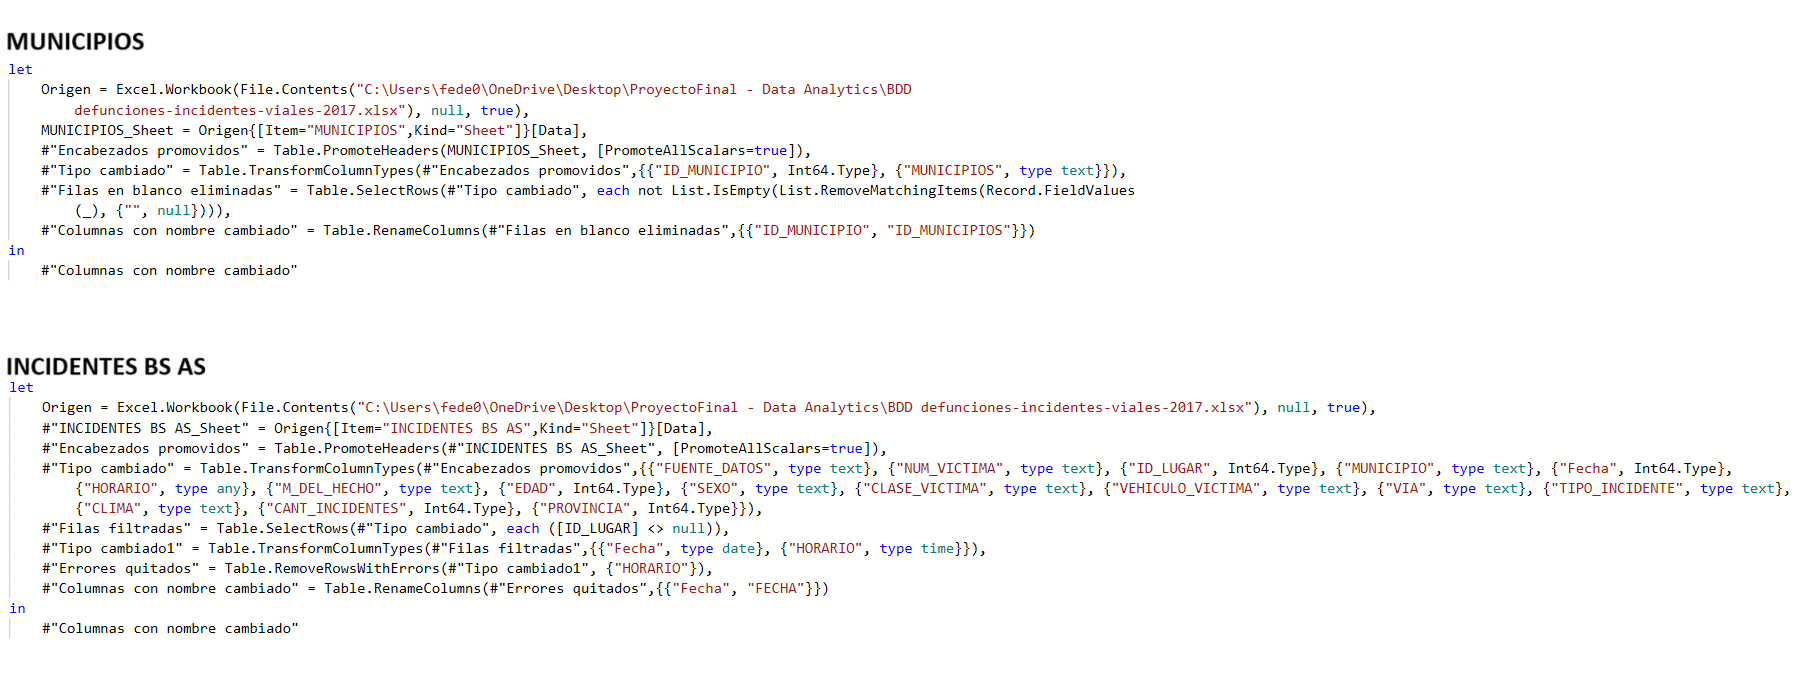 MUNICIPIOS
let
Origen = Excel.Workbook(File.Contents("C:\Users\fede0\OneDrive\Desktop\ProyectoFinal - Data Analytics\BDD
defunciones-incidentes-viales-2017.xlsx"), null, true),
MUNICIPIOS_Sheet = Origen{[Item="MUNICIPIOS",Kind="Sheet"]}[Data],
#"Encabezados promovidos" = Table.PromoteHeaders(MUNICIPIOS_Sheet, [PromoteAllScalars=true]),
#"Tipo cambiado" = Table.TransformColumnTypes(#"Encabezados promovidos",{{"ID_MUNICIPIO", Int64.Type}, {"MUNICIPIOS", type text}}),
#"Filas en blanco eliminadas" = Table.SelectRows(#"Tipo cambiado", each not List.IsEmpty(List.RemoveMatchingItems(Record.FieldValues
(_), {"", null}))),
#"Columnas con nombre cambiado" = Table.RenameColumns(#"Filas en blanco eliminadas",{{"ID_MUNICIPIO", "ID_MUNICIPIOS"}})
in
#"Columnas con nombre cambiado"
INCIDENTES BS AS
let
Origen = Excel.Workbook(File.Contents("C:\Users\fede0\OneDrive\Desktop\ProyectoFinal - Data Analytics\BDD defunciones-incidentes-viales-2017.xlsx"), null, true),
#"INCIDENTES BS AS_Sheet" = Origen{[Item="INCIDENTES BS AS",Kind="Sheet"]}[Data],
#"Encabezados promovidos" = Table.PromoteHeaders(#"INCIDENTES BS AS_Sheet", [PromoteAllScalars=true]),
#"Tipo cambiado" = Table.TransformColumnTypes(#"Encabezados promovidos",{{"FUENTE_DATOS", type text}, {"NUM_VICTIMA", type text}, {"ID_LUGAR", Int64.Type}, {"MUNICIPIO", type text}, {"Fecha", Int64.Type},
{"HORARIO", type any}, {"M_DEL_HECHO", type text}, {"EDAD", Int64.Type}, {"SEXO", type text}, {"CLASE_VICTIMA", type text}, {"VEHICULO_VICTIMA", type text}, {"VIA", type text}, {"TIPO_INCIDENTE", type text},
{"CLIMA", type text}, {"CANT_INCIDENTES", Int64.Type}, {"PROVINCIA", Int64.Type}}),
#"Filas filtradas" = Table.SelectRows(#"Tipo cambiado", each ([ID_LUGAR] <> null)),
#"Tipo cambiado1" = Table.TransformColumnTypes(#"Filas filtradas",{{"Fecha", type date}, {"HORARIO", type time}}),
#"Errores quitados" = Table.RemoveRowsWithErrors(#"Tipo cambiado1", {"HORARIO"}),
#"Columnas con nombre cambiado" = Table.RenameColumns(#"Errores quitados",{{"Fecha", "FECHA"}})
in
#"Columnas con nombre cambiado"